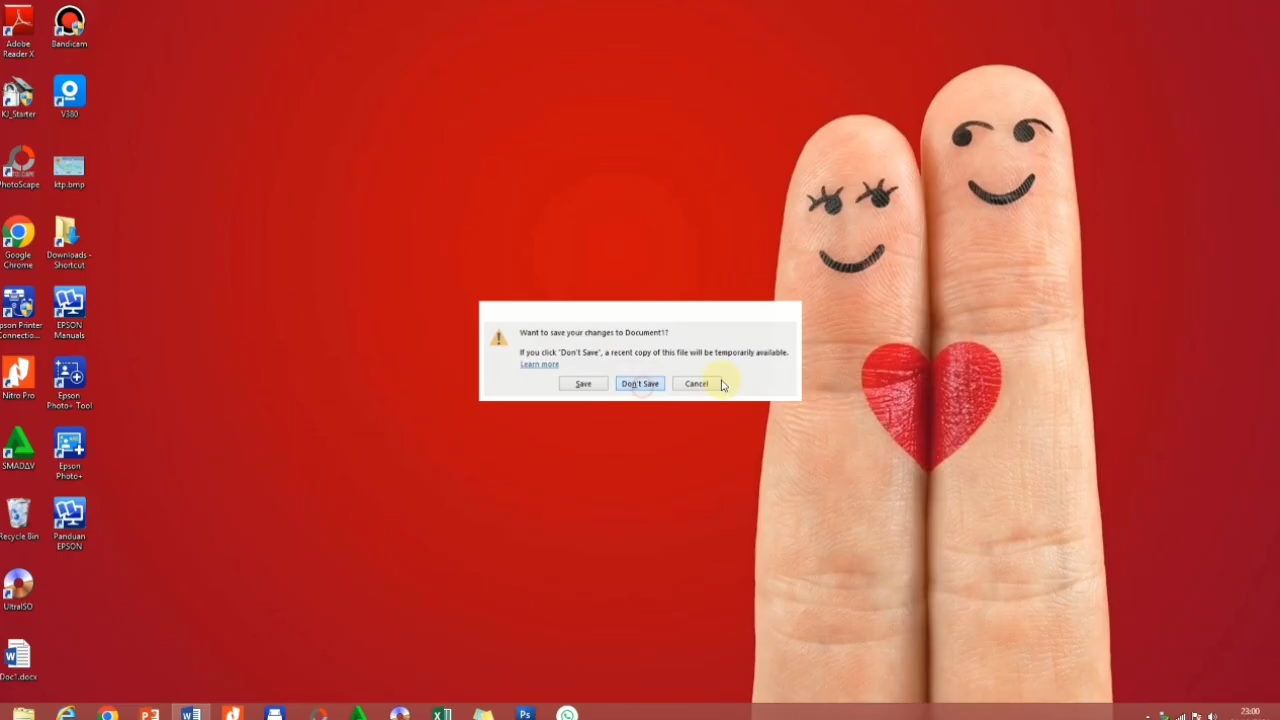 Adobe
Reader X
Bandicam
KJ_Starter
V380
PhotoScape
ktp.bmp
Google
Chrome
Downloads -
Shortcut
pson Printer
Connectio...
EPSON
Manuals
Nitro Pro
Epson
Photo+ Tool
SMADΔV
Epson
Photo+
Recycle Bin
Panduan
EPSON
UltraISO
Doc1.docx
Want to save your changes to Document1?
If you click "Don't Save", a recent copy of this file will be temporarily available.
Learn more
Save
Don't Save
Cancel
23:00